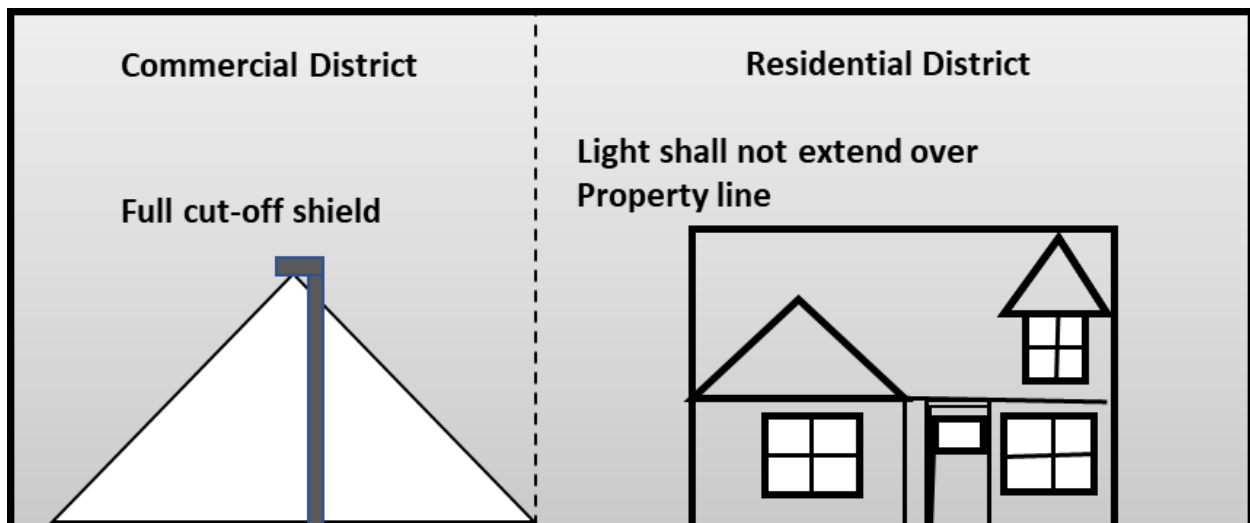 Commercial District
Residential District
Light shall not extend over
Property line
Full cut-off shield